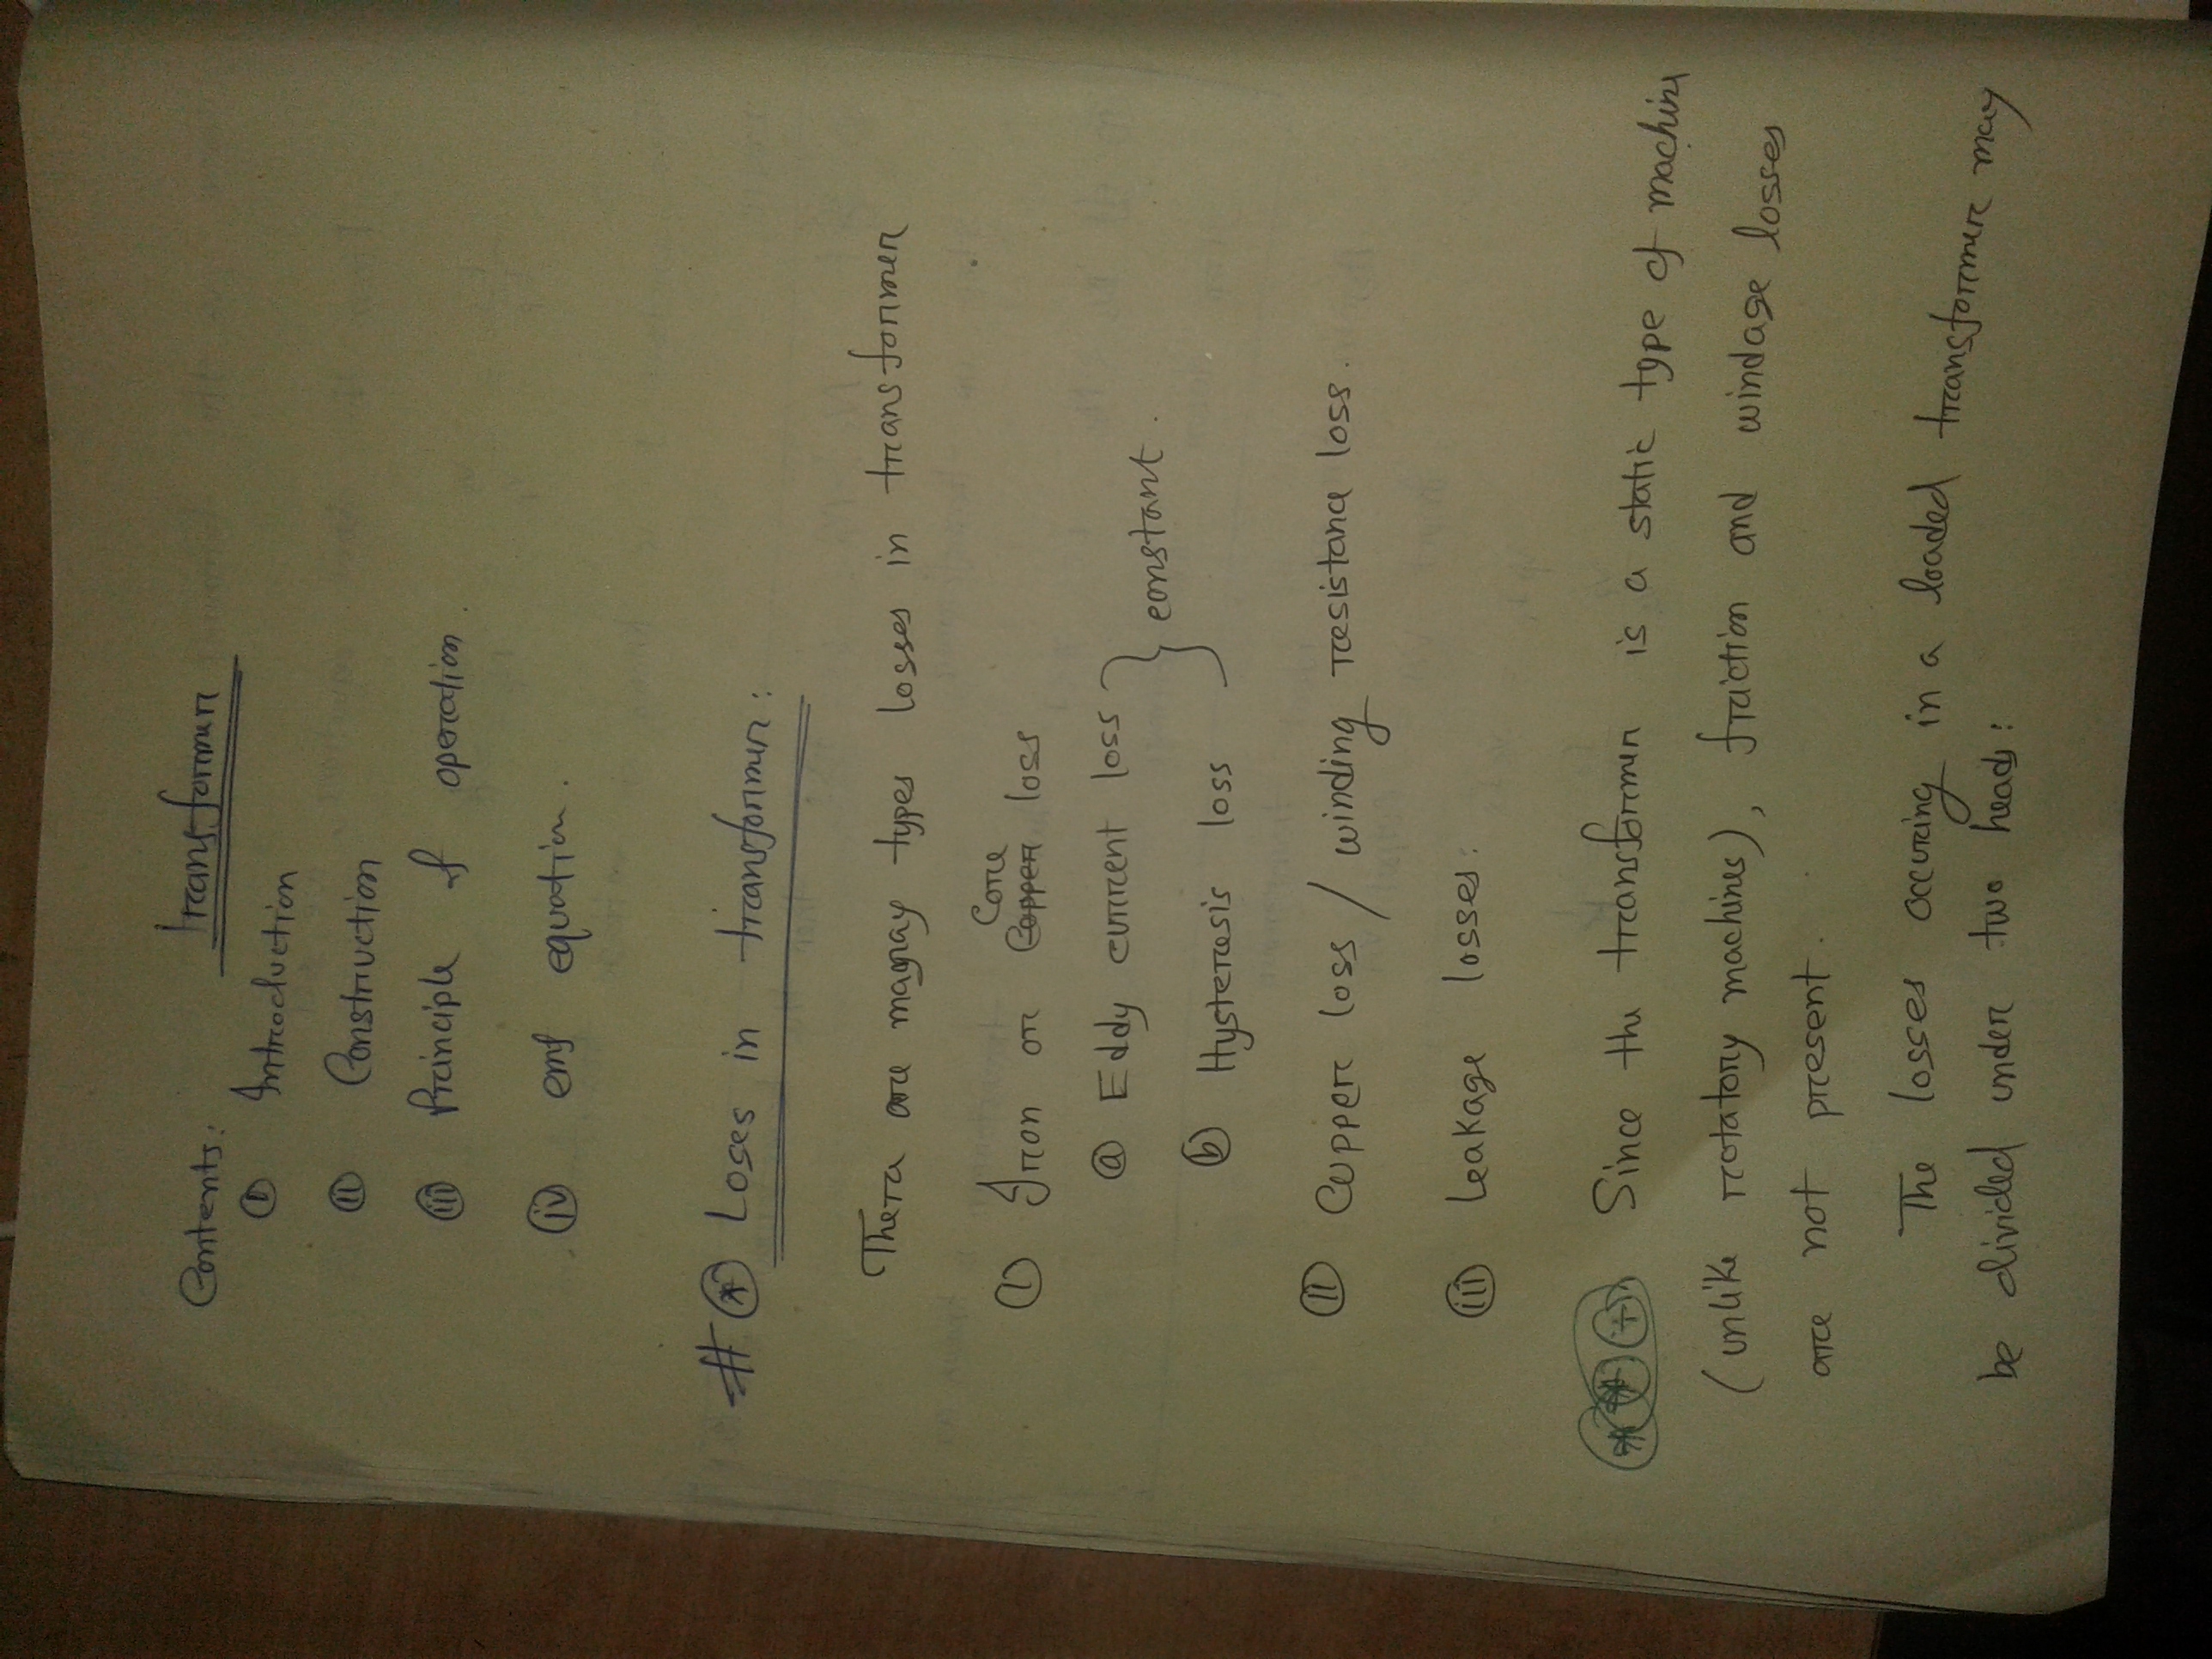 Contents: Transformer
(i) Introduction
(ii) Construction
(iii) Principle of operation.
(iv) emf equation.
# * Loses in transformer:
There are many types losses in transformer
Core
(i) Iron or Copper loss
(a) Eddy current loss
constant.
(b) Hysteresis loss
(ii) Cupper loss / winding resistance loss.
(iii) Leakage losses:
* * + Since the transformer is a static type of machine
(unlike rotatory machines), friction and windage losses
are not present.
The losses occuring in a loaded transformer may
be divided under two heads: